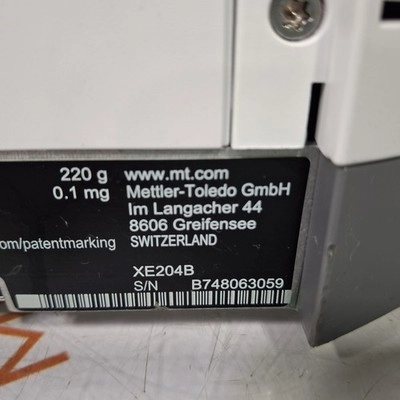 220 g www.mt.com
0.1 mg Mettler-Toledo GmbH
Im Langacher 44
8606 Greifensee
om/patentmarking SWITZERLAND
XE204B
S/N B748063059